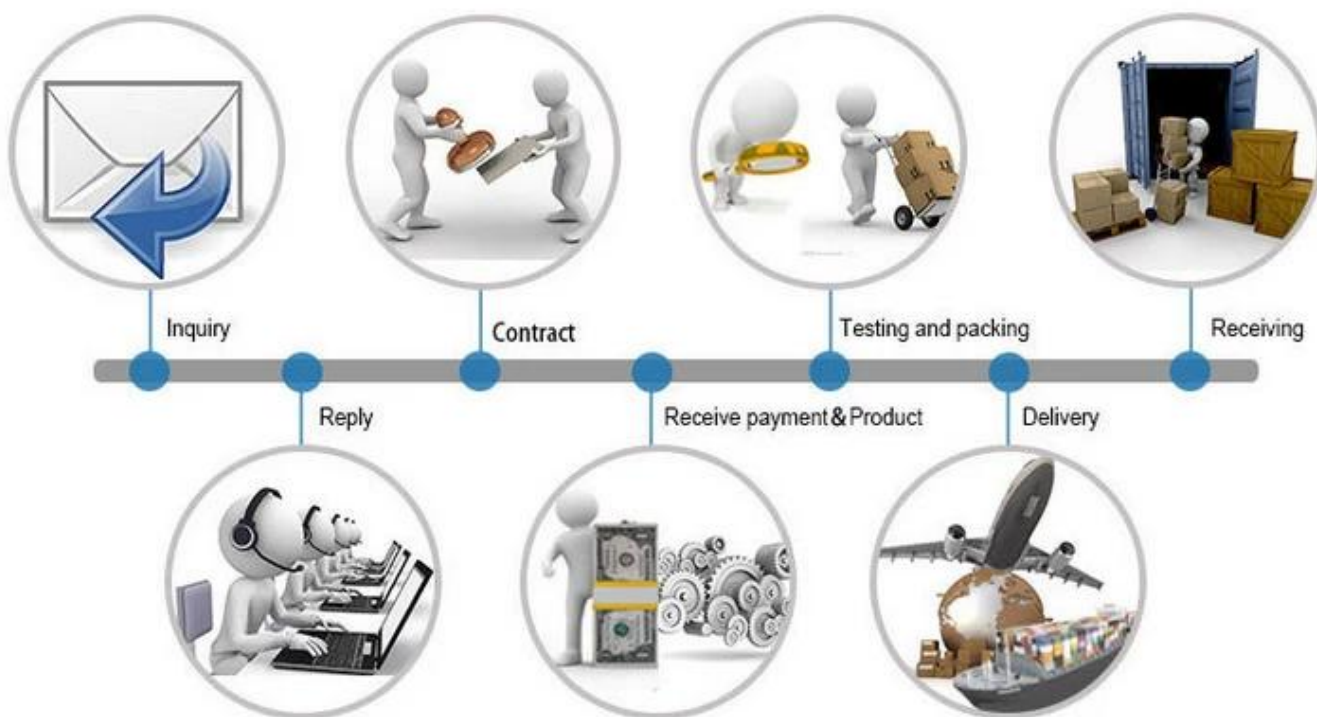 Inquiry
Reply
Contract
Receive payment & Product
Testing and packing
Delivery
Receiving